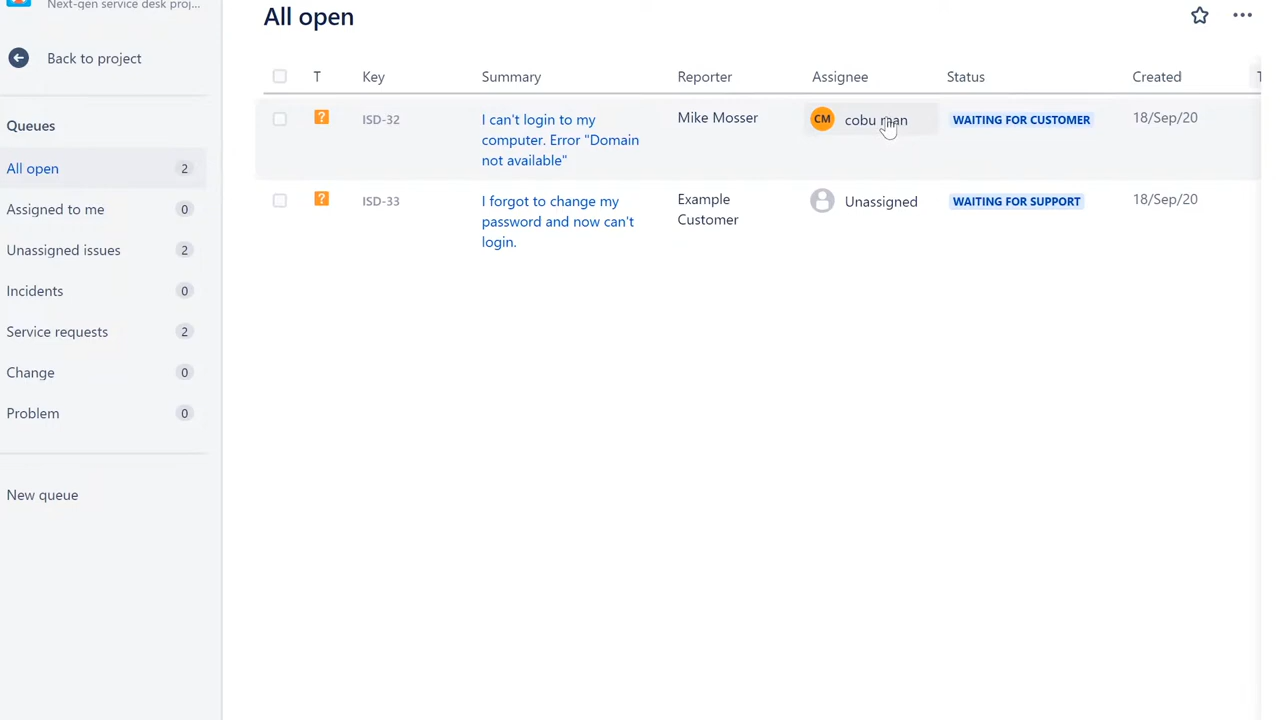 Next-gen service desk proj...
All open
Back to project
T Key Summary Reporter Assignee Status Created
Queues
All open 2
Assigned to me 0
Unassigned issues 2
Incidents 0
Service requests 2
Change 0
Problem 0
New queue
? ISD-32 I can't login to my Mike Mosser CM cobu man WAITING FOR CUSTOMER 18/Sep/20
computer. Error "Domain
not available"
? ISD-33 I forgot to change my Example Unassigned WAITING FOR SUPPORT 18/Sep/20
password and now can't Customer
login.